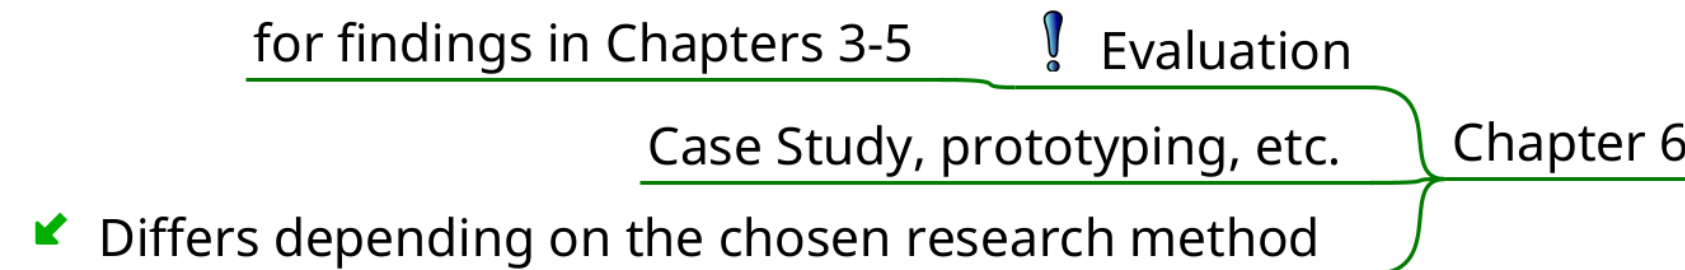 for findings in Chapters 3-5
Evaluation
Case Study, prototyping, etc.
Chapter 6
Differs depending on the chosen research method